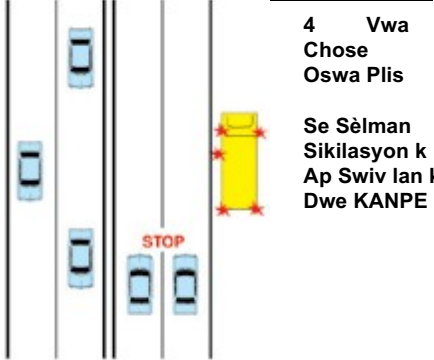 4 Vwa
Chose
Oswa Plis
Se Sèlman
Sikilasyon k
Ap Swiv lan
Dwe KANPE
STOP